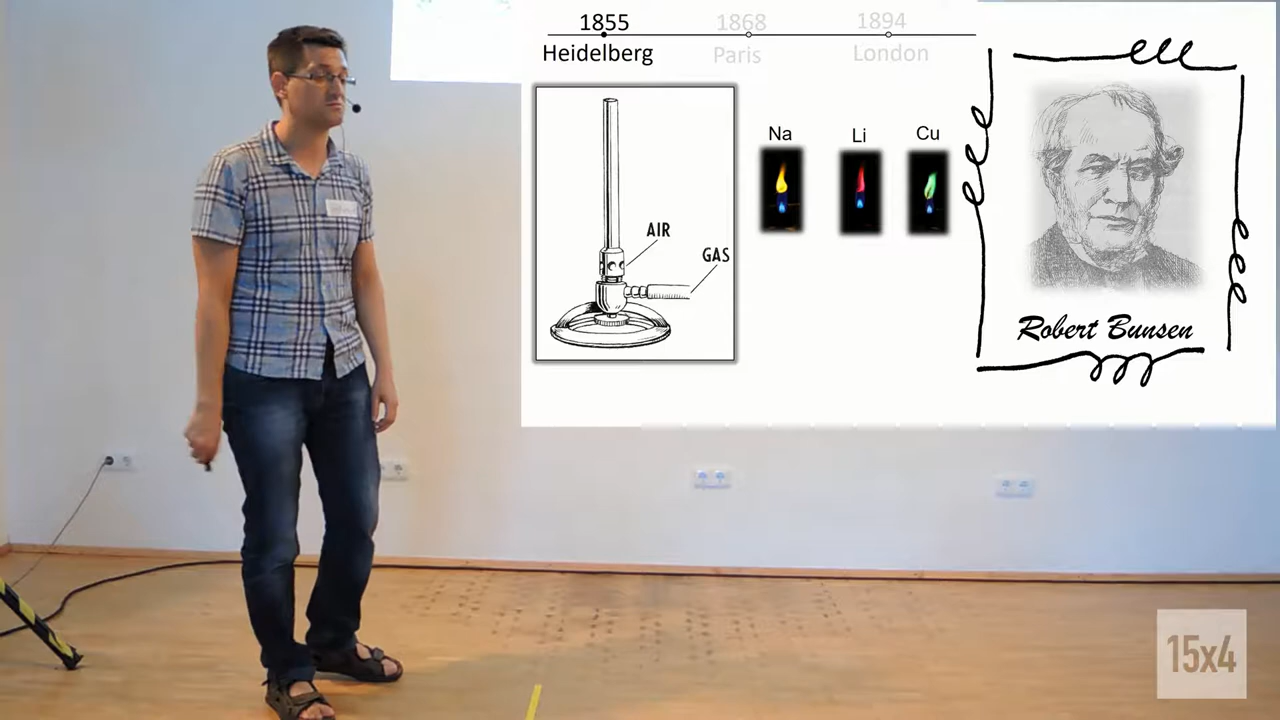 1855 1868 1894
Heidelberg Paris London
Na Li Cu
AIR
GAS
Robert Bunsen
15x4